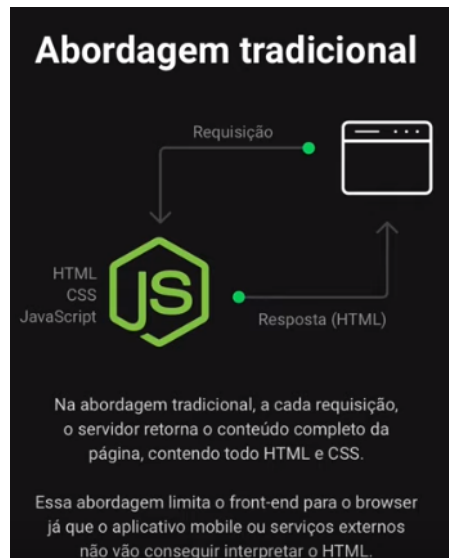 Abordagem tradicional
Requisição
HTML
CSS
JavaScript
JS
Resposta (HTML)
Na abordagem tradicional, a cada requisição,
o servidor retorna o conteúdo completo da
página, contendo todo HTML e CSS.
Essa abordagem limita o front-end para o browser
já que o aplicativo mobile ou serviços externos
não vão conseguir interpretar o HTML.